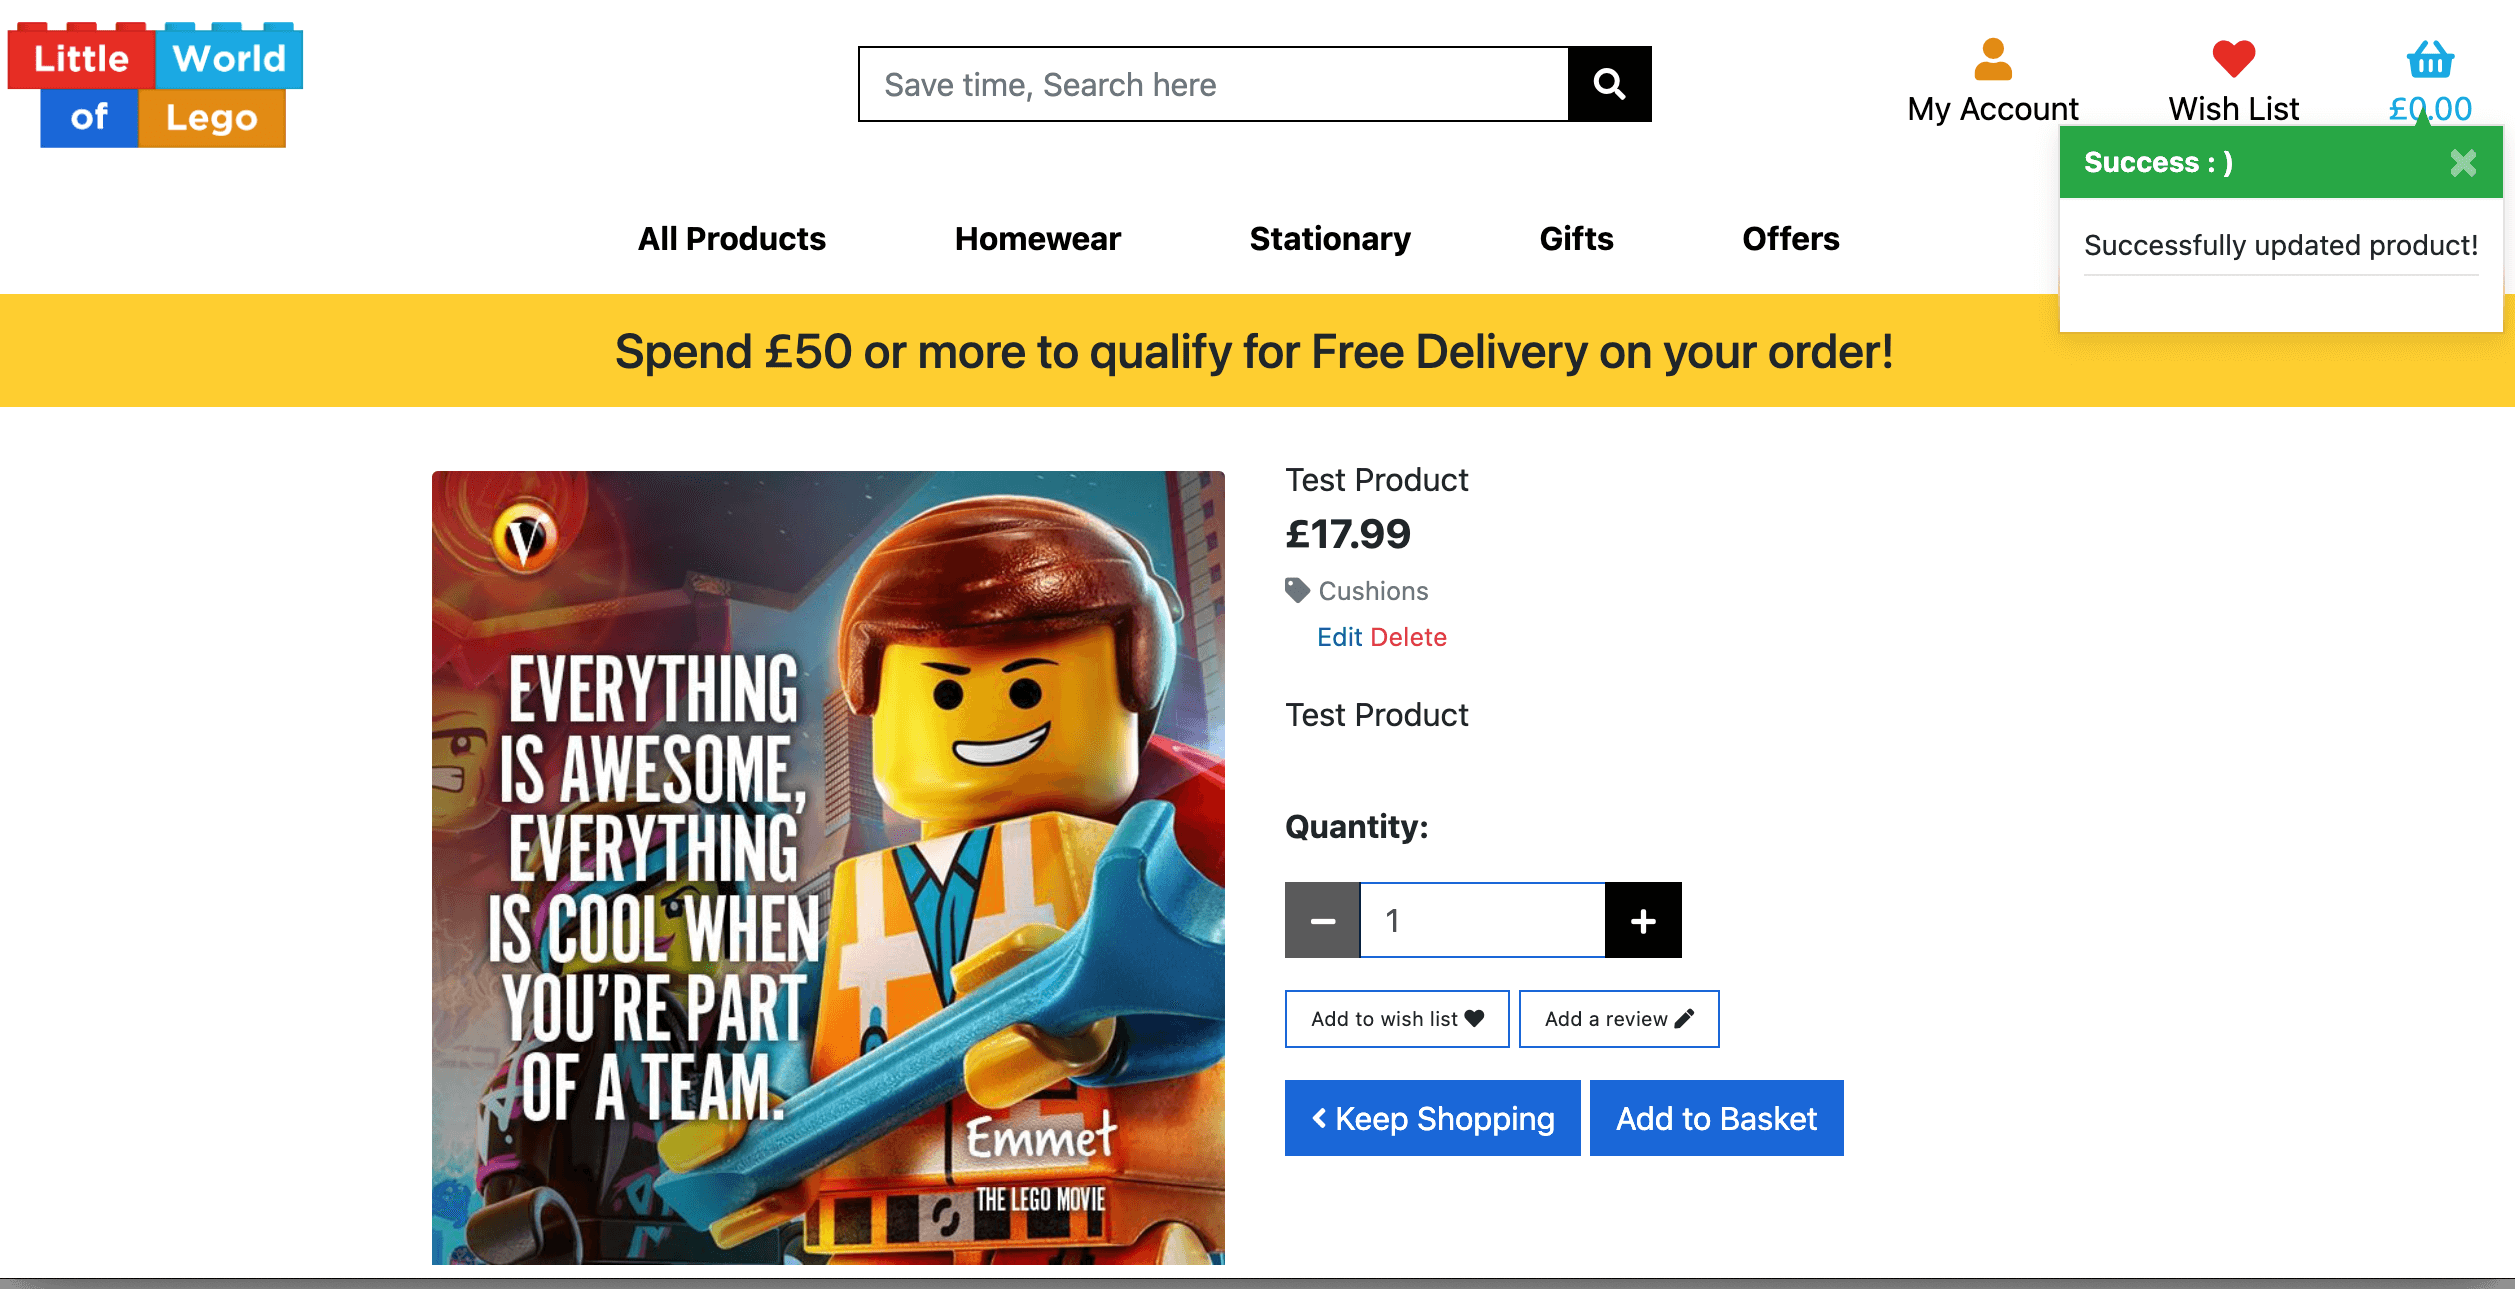 Little World
of Lego
Save time, Search here
My Account
Wish List
£0.00
Success : )
Successfully updated product!
All Products
Homewear
Stationary
Gifts
Offers
Spend £50 or more to qualify for Free Delivery on your order!
V
EVERYTHING
IS AWESOME,
EVERYTHING
IS COOL WHEN
YOU'RE PART
OF A TEAM.
Emmet
THE LEGO MOVIE
Test Product
£17.99
Cushions
Edit Delete
Test Product
Quantity:
1
Add to wish list
Add a review
Keep Shopping
Add to Basket